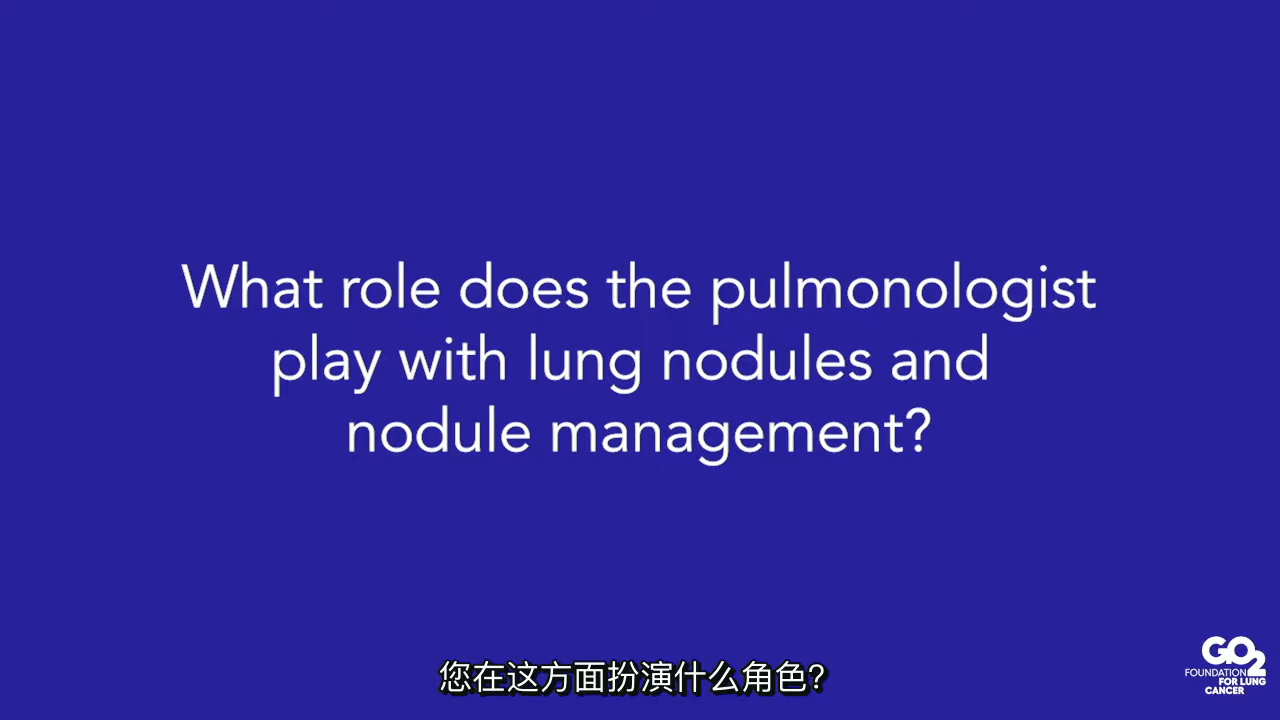 What role does the pulmonologist
play with lung nodules and
nodule management?
您在这方面扮演什么角色？
GO2
FOUNDATION
FOR LUNG
CANCER